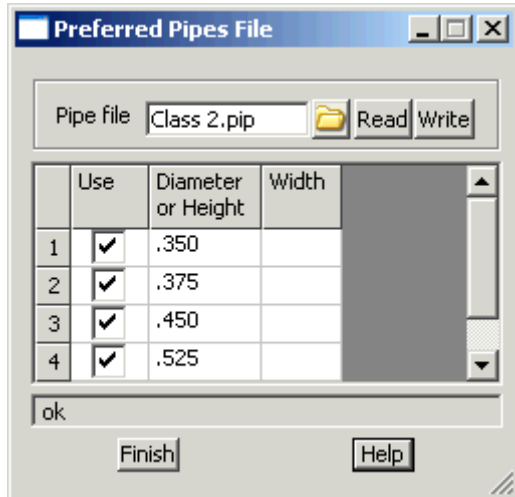 Preferred Pipes File
Pipe file Class 2.pip Read Write
Use Diameter or Height Width
1 .350
2 .375
3 .450
4 .525
ok
Finish Help